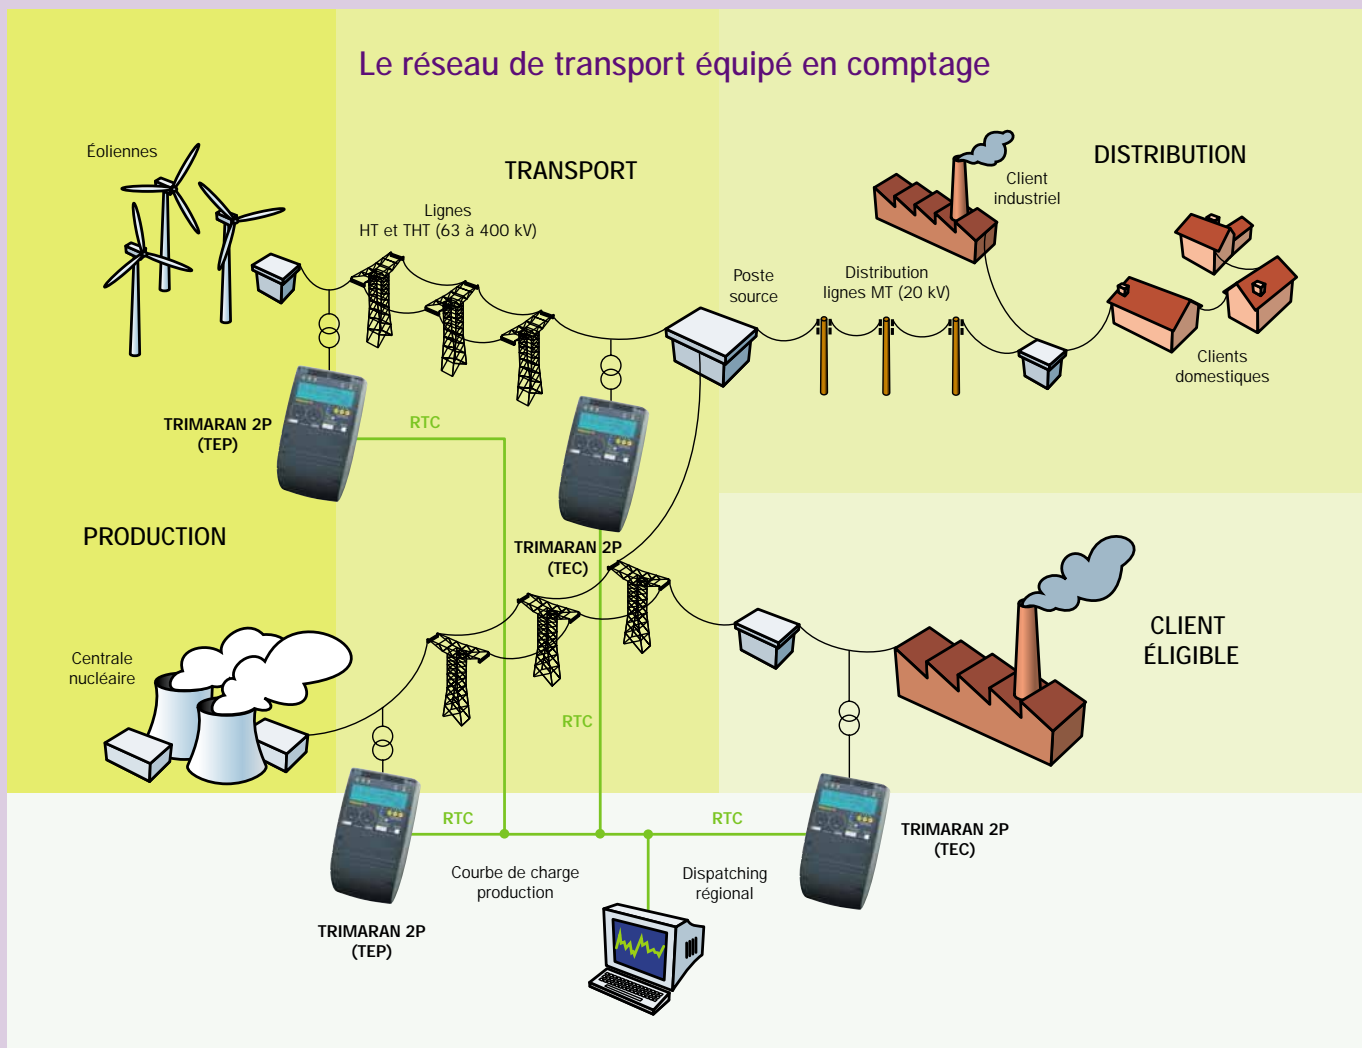 Le réseau de transport équipé en comptage
Éoliennes
TRANSPORT
Lignes
HT et THT (63 à 400 kV)
Client
industriel
DISTRIBUTION
Poste
source
Distribution
lignes MT (20 kV)
Clients
domestiques
TRIMARAN 2P
(TEP)
RTC
PRODUCTION
TRIMARAN 2P
(TEC)
CLIENT
ÉLIGIBLE
Centrale
nucléaire
RTC
RTC
RTC
TRIMARAN 2P
(TEC)
Courbe de charge
production
Dispatching
régional
TRIMARAN 2P
(TEP)